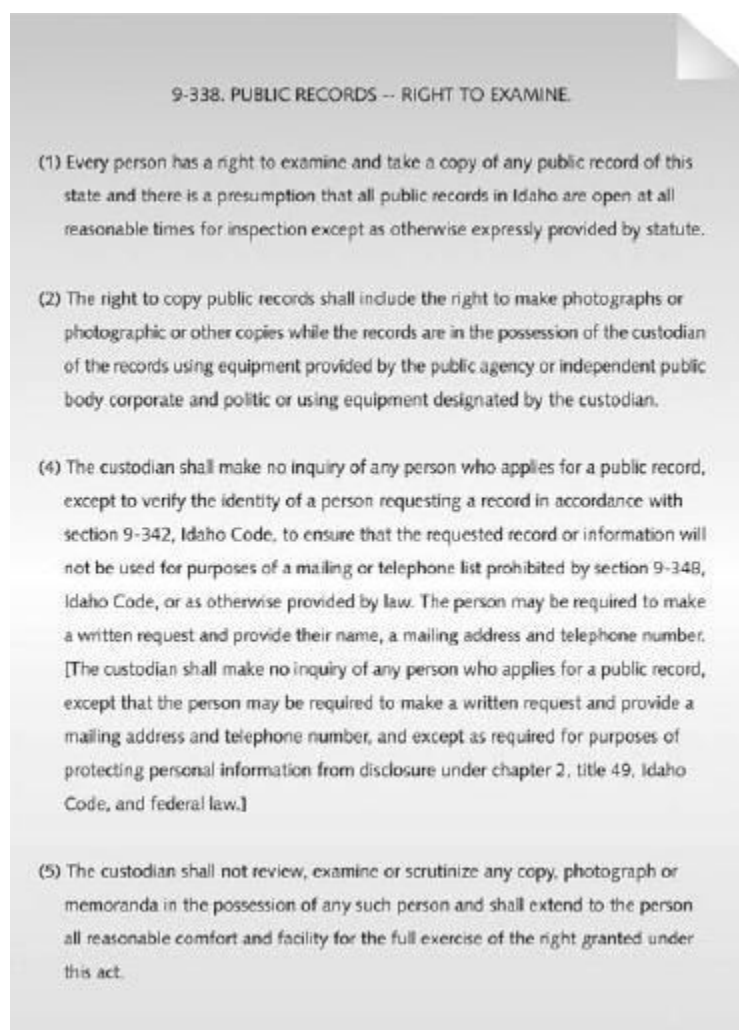 9-338. PUBLIC RECORDS -- RIGHT TO EXAMINE.
(1) Every person has a right to examine and take a copy of any public record of this
state and there is a presumption that all public records in Idaho are open at all
reasonable times for inspection except as otherwise expressly provided by statute.
(2) The right to copy public records shall include the right to make photographs or
photographic or other copies while the records are in the possession of the custodian
of the records using equipment provided by the public agency or independent public
body corporate and politic or using equipment designated by the custodian.
(4) The custodian shall make no inquiry of any person who applies for a public record,
except to verify the identity of a person requesting a record in accordance with
section 9-342, Idaho Code, to ensure that the requested record or information will
not be used for purposes of a mailing or telephone list prohibited by section 9-348,
Idaho Code, or as otherwise provided by law. The person may be required to make
a written request and provide their name, a mailing address and telephone number.
[The custodian shall make no inquiry of any person who applies for a public record,
except that the person may be required to make a written request and provide a
mailing address and telephone number, and except as required for purposes of
protecting personal information from disclosure under chapter 2, title 49, Idaho
Code, and federal law.]
(5) The custodian shall not review, examine or scrutinize any copy, photograph or
memoranda in the possession of any such person and shall extend to the person
all reasonable comfort and facility for the full exercise of the right granted under
this act.